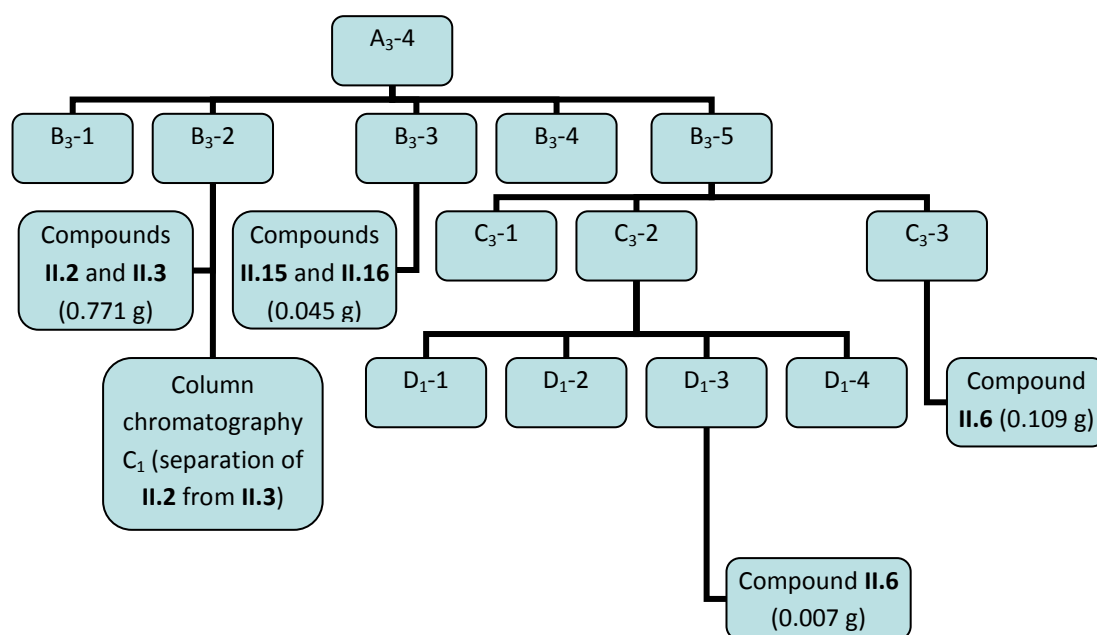 A₃-4
B₃-1
B₃-2
B₃-3
B₃-4
B₃-5
Compounds
II.2 and II.3
(0.771 g)
Compounds
II.15 and II.16
(0.045 g)
C₃-1
C₃-2
C₃-3
Column
chromatography
C₁ (separation of
II.2 from II.3)
D₁-1
D₁-2
D₁-3
D₁-4
Compound
II.6 (0.109 g)
Compound II.6
(0.007 g)